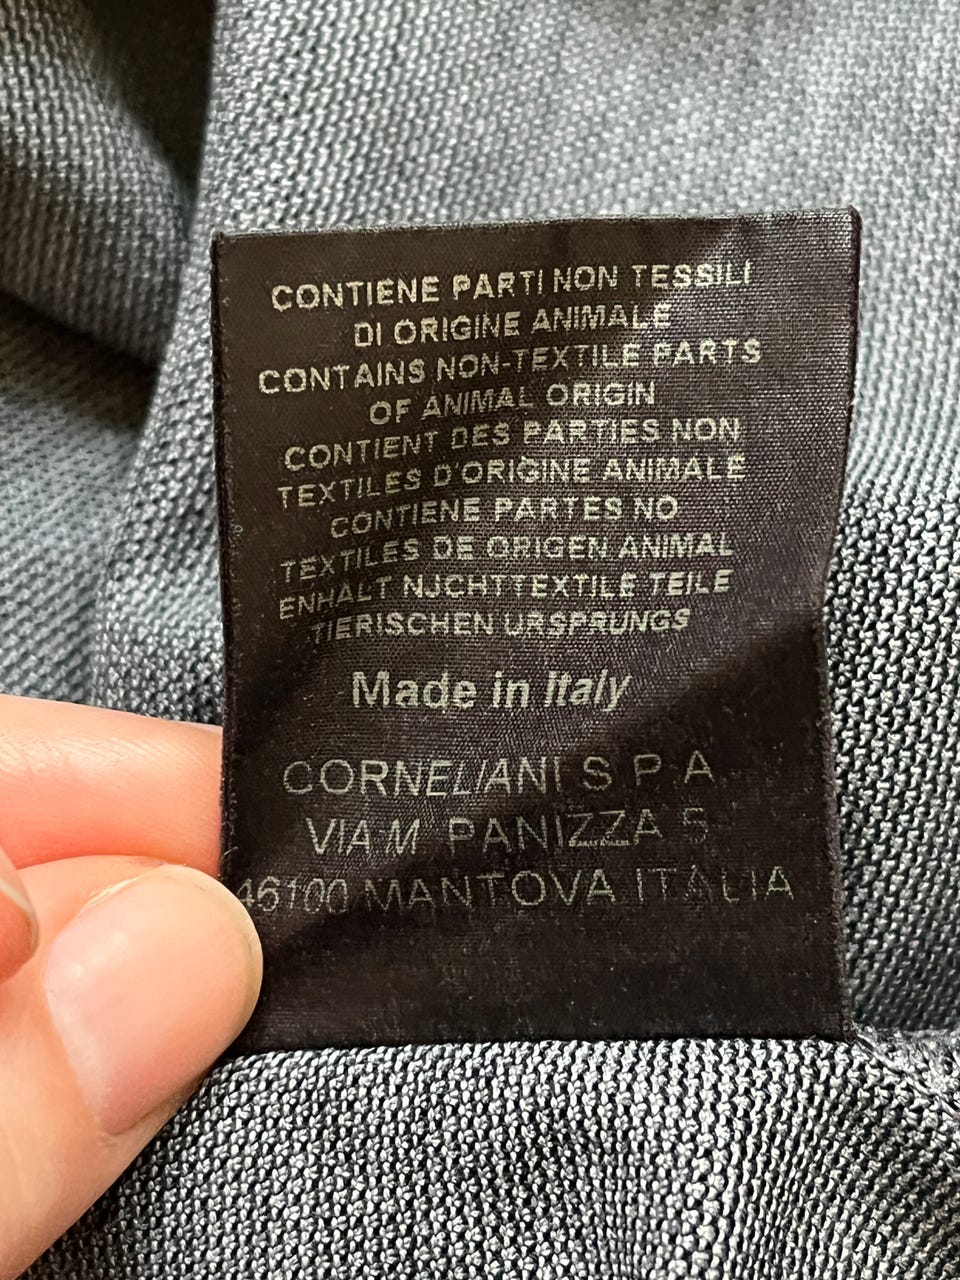 CONTIENE PARTI NON TESSILI
DI ORIGINE ANIMALE
CONTAINS NON-TEXTILE PARTS
OF ANIMAL ORIGIN
CONTIENT DES PARTIES NON
TEXTILES D'ORIGINE ANIMALE
CONTIENE PARTES NO
TEXTILES DE ORIGEN ANIMAL
ENHALT NJCHTTEXTILE TEILE
TIERISCHEN URSPRUNGS
Made in Italy
CORNELIANI S P A
VIA M PANIZZA 5
46100 MANTOVA ITALIA